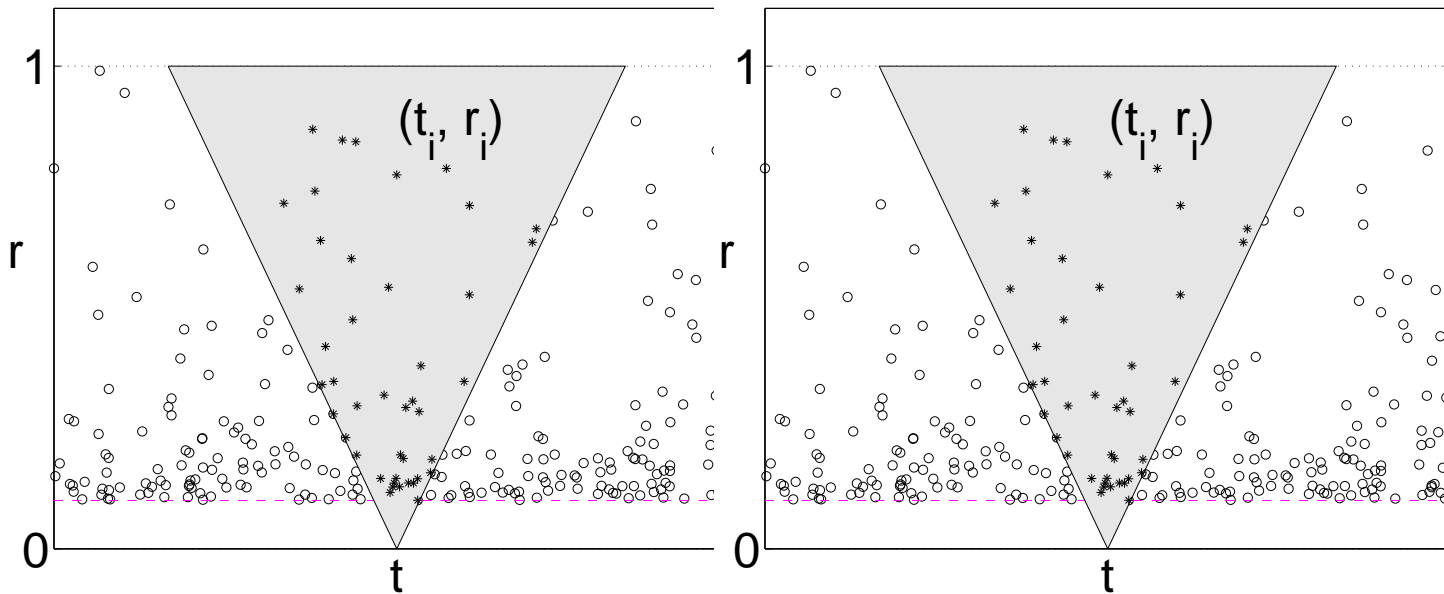 1 1
(t_i, r_i) (t_i, r_i)
r r
0 0
t t